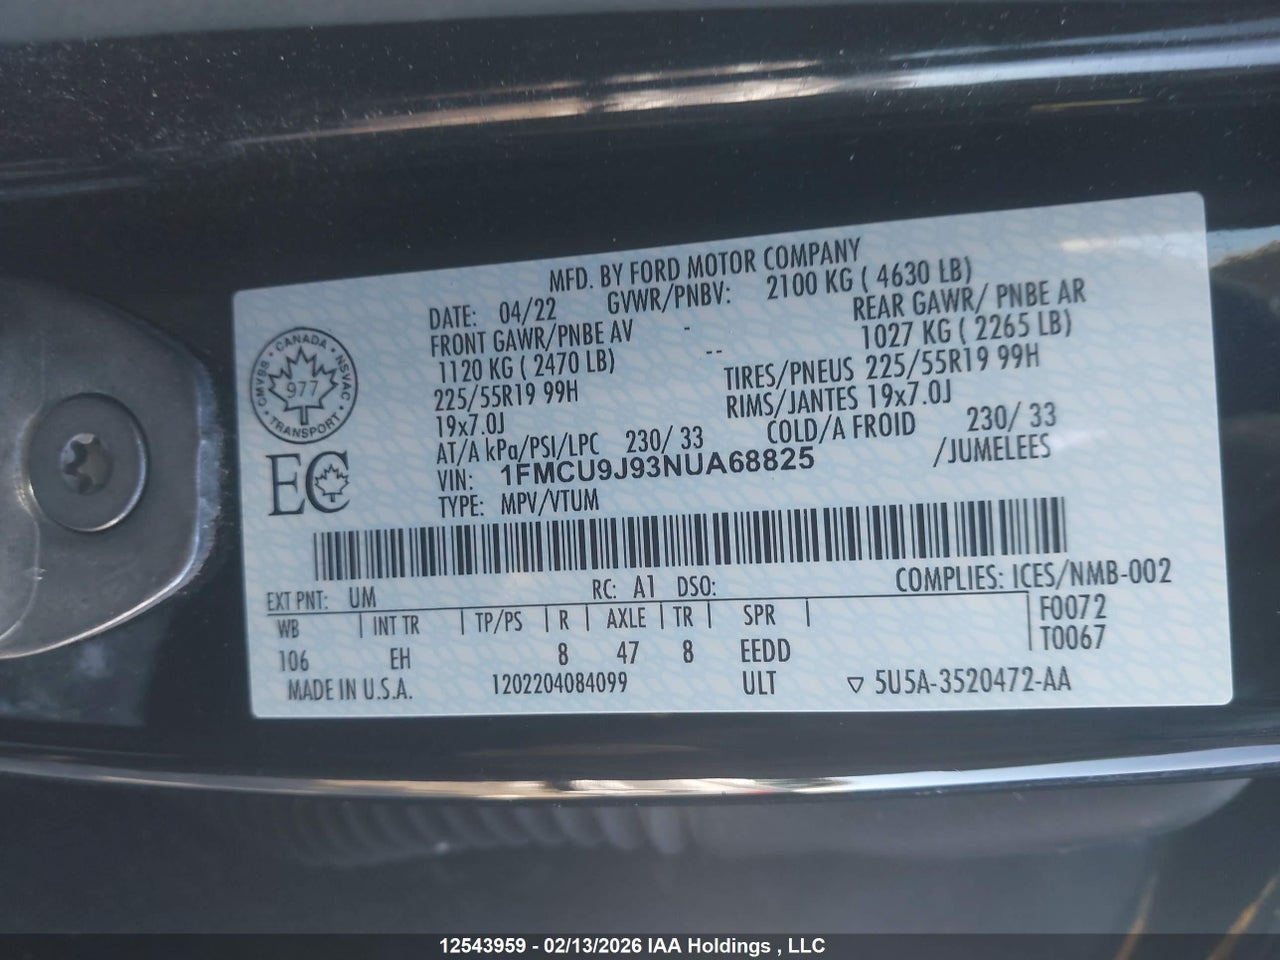 MFD. BY FORD MOTOR COMPANY
DATE: 04/22 GVWR/PNBV: 2100 KG ( 4630 LB)
FRONT GAWR/PNBE AV - REAR GAWR/ PNBE AR
1120 KG ( 2470 LB) -- 1027 KG ( 2265 LB)
225/55R19 99H TIRES/PNEUS 225/55R19 99H
19x7.0J RIMS/JANTES 19x7.0J
AT/A kPa/PSI/LPC 230/ 33 COLD/A FROID 230/ 33
VIN: 1FMCU9J93NUA68825 /JUMELEES
TYPE: MPV/VTUM
CANADA
CMVSS NSVAC
977
TRANSPORT
EC
EXT PNT: UM RC: A1 DSO: COMPLIES: ICES/NMB-002
WB | INT TR | TP/PS | R | AXLE | TR | SPR | F0072
106 EH 8 47 8 EEDD T0067
MADE IN U.S.A. 1202204084099 ULT ▽ 5U5A-3520472-AA
12543959 - 02/13/2026 IAA Holdings , LLC